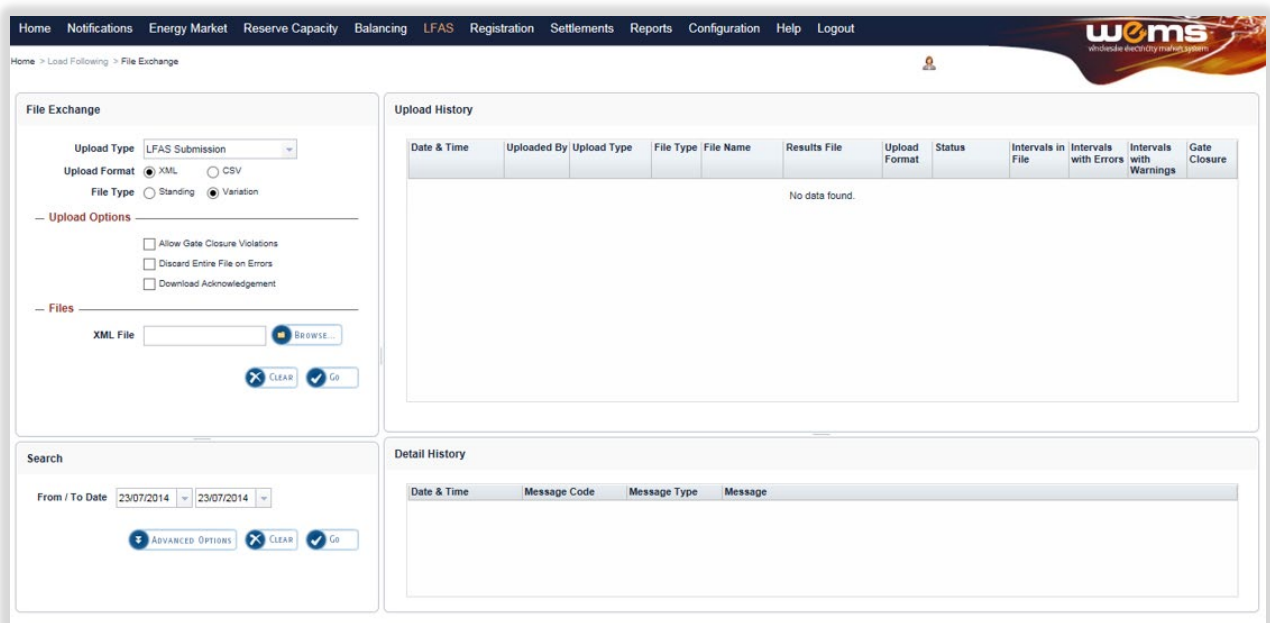 Home Notifications Energy Market Reserve Capacity Balancing LFAS Registration Settlements Reports Configuration Help Logout
wems
wholesale electricity market system
Home > Load Following > File Exchange
File Exchange
Upload Type LFAS Submission
Upload Format XML CSV
File Type Standing Variation
Upload Options
Allow Gate Closure Violations
Discard Entire File on Errors
Download Acknowledgement
Files
XML File BROWSE...
CLEAR GO
Upload History
Date & Time Uploaded By Upload Type File Type File Name Results File Upload Format Status Intervals in File Intervals with Errors Intervals with Warnings Gate Closure
No data found.
Search
From / To Date 23/07/2014 23/07/2014
ADVANCED OPTIONS CLEAR GO
Detail History
Date & Time Message Code Message Type Message